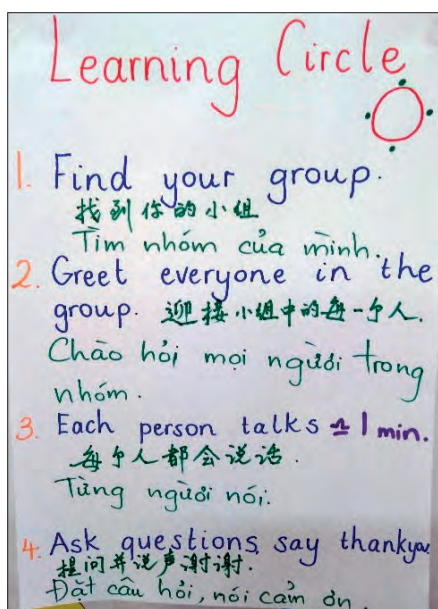 Learning Circle
1. Find your group.
找到你的小组
Tìm nhóm của mình.
2. Greet everyone in the
group. 迎接小组中的每一个人.
Chào hỏi mọi người trong
nhóm.
3. Each person talks ≏ 1 min.
每个人都会说话.
Từng người nói.
4. Ask questions, say thankyou
提问并说声谢谢.
Đặt câu hỏi, nói cảm ơn.